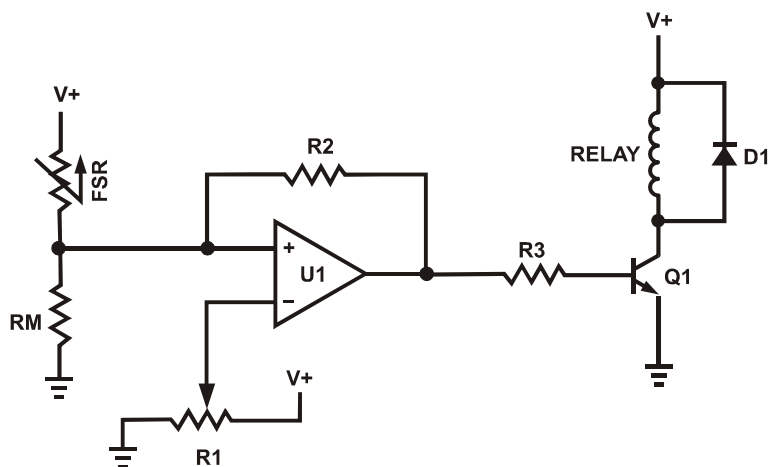 V+
V+
FSR
R2
RELAY
D1
+
U1
−
R3
Q1
RM
V+
R1